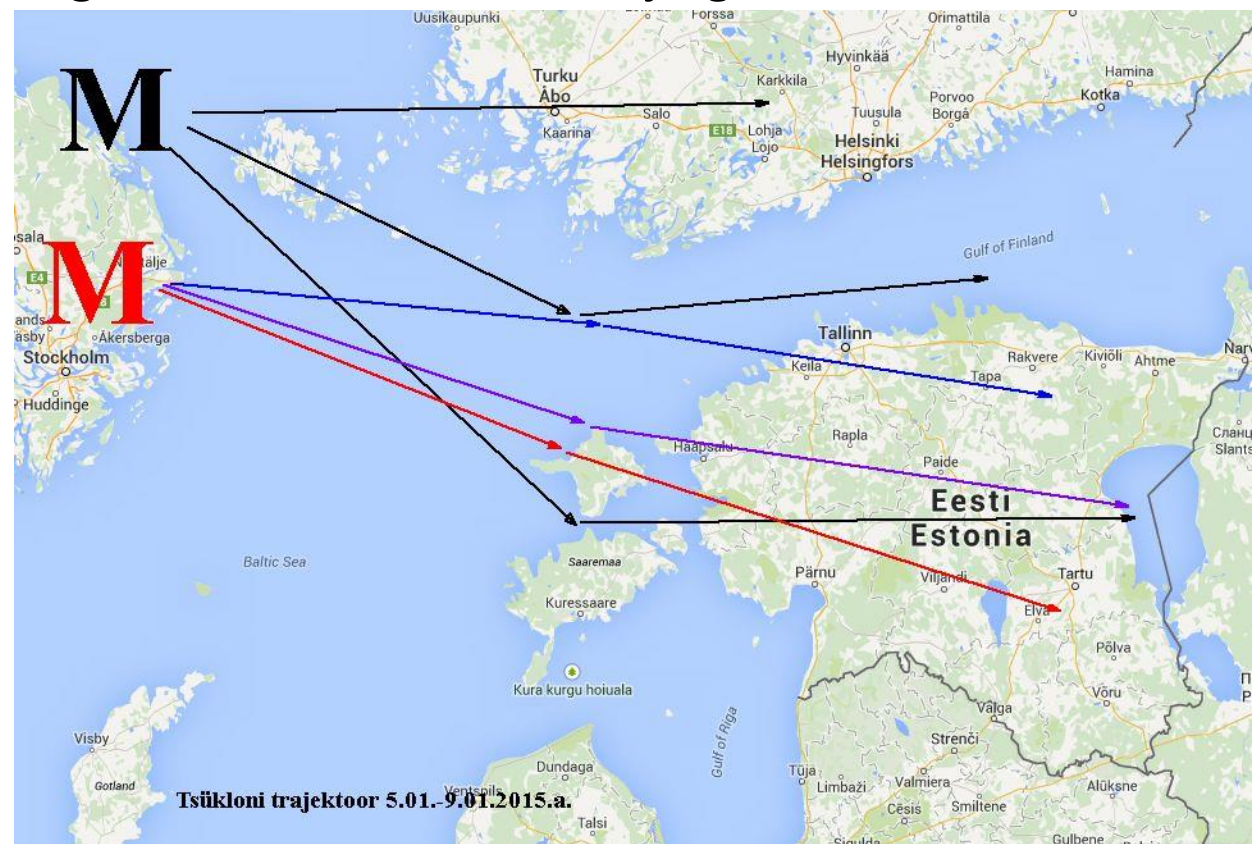 Uusikaupunki
Forssa
Orimattila
Hyvinkää
Hamina
Karkkila
Kotka
Turku
Åbo
Kaarina
Salo
E18
Lohja
Lojo
Tuusula
Porvoo
Borgå
Helsinki
Helsingfors
M
M
E4
Åkersberga
Stockholm
Huddinge
Gulf of Finland
Tallinn
Keila
Rakvere
Kiviõli
Ahtme
Tapa
Haapsalu
Rapla
Paide
Eesti
Estonia
Baltic Sea
Saaremaa
Kuressaare
Pärnu
Viljandi
Tartu
Elva
Põlva
Võru
Valga
Kura kurgu hoiuala
Gulf of Riga
Visby
Gotland
Dundaga
Ventspils
Talsi
Strenči
Tūja
Limbaži
Valmiera
Alūksne
Cēsis
Smiltene
Sigulda
Gulbene
Tsükloni trajektoor 5.01.-9.01.2015.a.